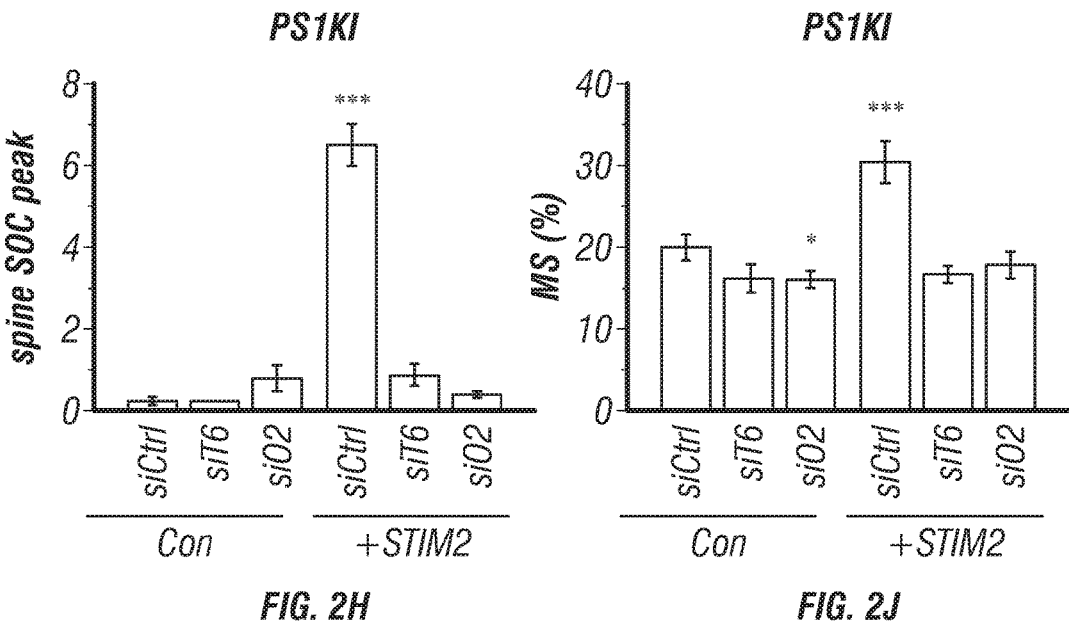 PS1KI
spine SOC peak
8
6
4
2
0
***
siCtrl
siT6
siO2
siCtrl
siT6
siO2
Con
+STIM2
FIG. 2H
PS1KI
MS (%)
40
30
20
10
0
*
***
siCtrl
siT6
siO2
siCtrl
siT6
siO2
Con
+STIM2
FIG. 2J